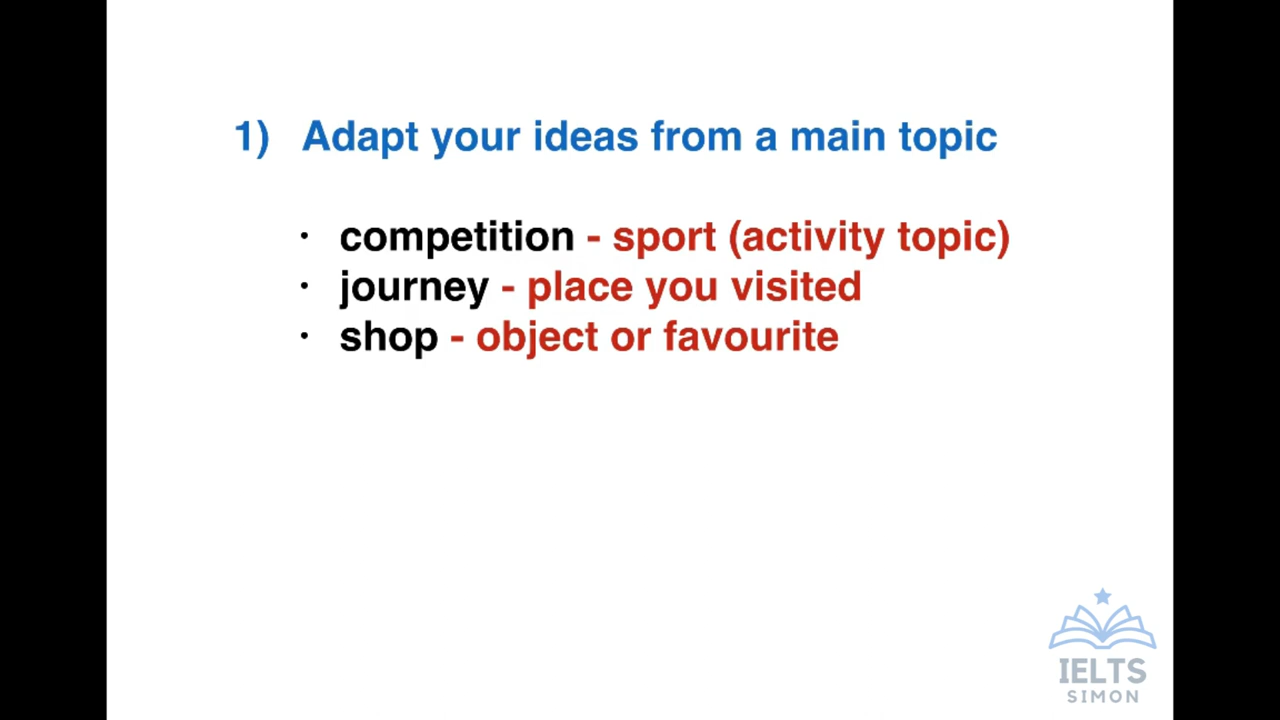 1) Adapt your ideas from a main topic
· competition - sport (activity topic)
· journey - place you visited
· shop - object or favourite
IELTS
SIMON